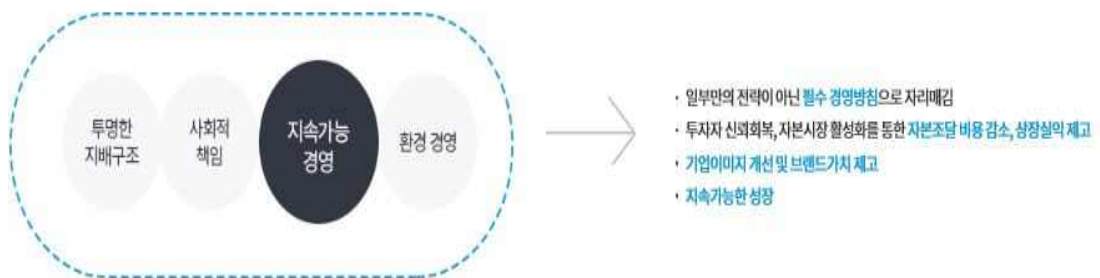 투명한
지배구조
사회적
책임
지속가능
경영
환경 경영
· 일부만의 전략이 아닌 필수 경영방침으로 자리매김
· 투자자 신뢰회복, 자본시장 활성화를 통한 자본조달 비용 감소, 상장실익 제고
· 기업이미지 개선 및 브랜드가치 제고
· 지속가능한 성장